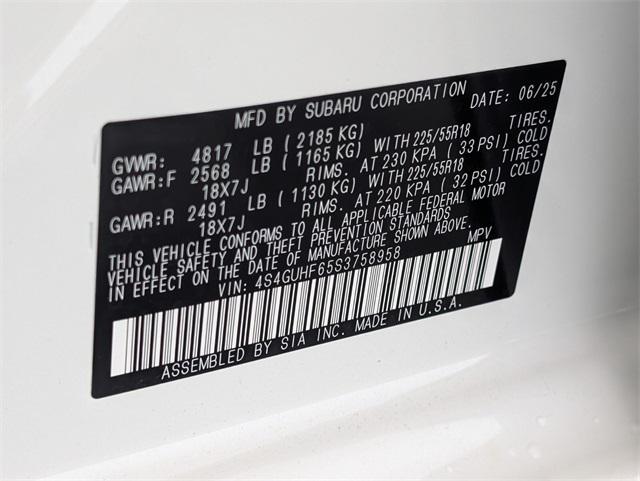 MFD BY SUBARU CORPORATION DATE: 06/25
GVWR: 4817 LB ( 2185 KG)
GAWR:F 2568 LB ( 1165 KG) WITH 225/55R18 TIRES.
18X7J RIMS. AT 230 KPA ( 33 PSI) COLD
GAWR:R 2491 LB ( 1130 KG) WITH 225/55R18 TIRES.
18X7J RIMS. AT 220 KPA ( 32 PSI) COLD
THIS VEHICLE CONFORMS TO ALL APPLICABLE FEDERAL MOTOR
VEHICLE SAFETY AND THEFT PREVENTION STANDARDS
IN EFFECT ON THE DATE OF MANUFACTURE SHOWN ABOVE.
VIN: 4S4GUHF65S3758958 MPV
ASSEMBLED BY SIA INC. MADE IN U.S.A.